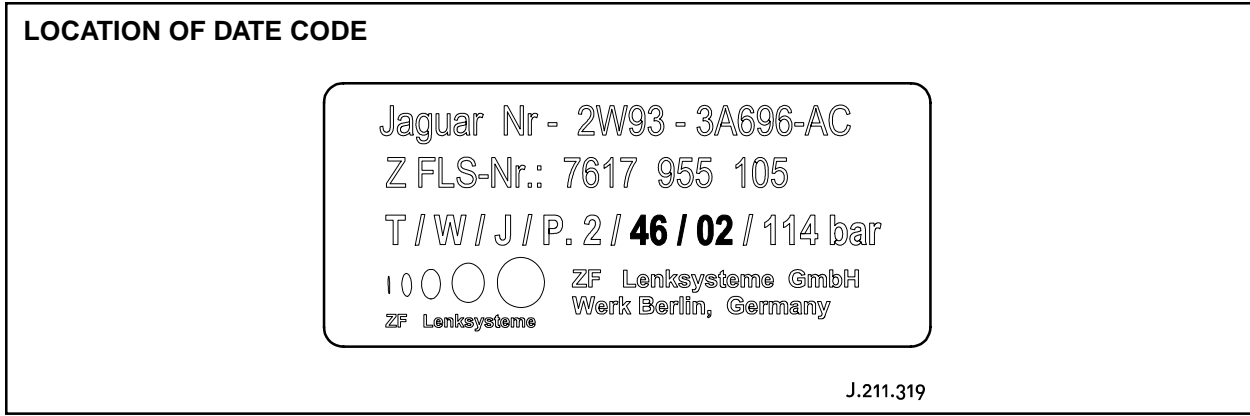 LOCATION OF DATE CODE
Jaguar Nr - 2W93 - 3A696-AC
Z FLS-Nr.: 7617 955 105
T / W / J / P. 2 / 46 / 02 / 114 bar
ZF Lenksysteme GmbH
Werk Berlin, Germany
ZF Lenksysteme
J.211.319